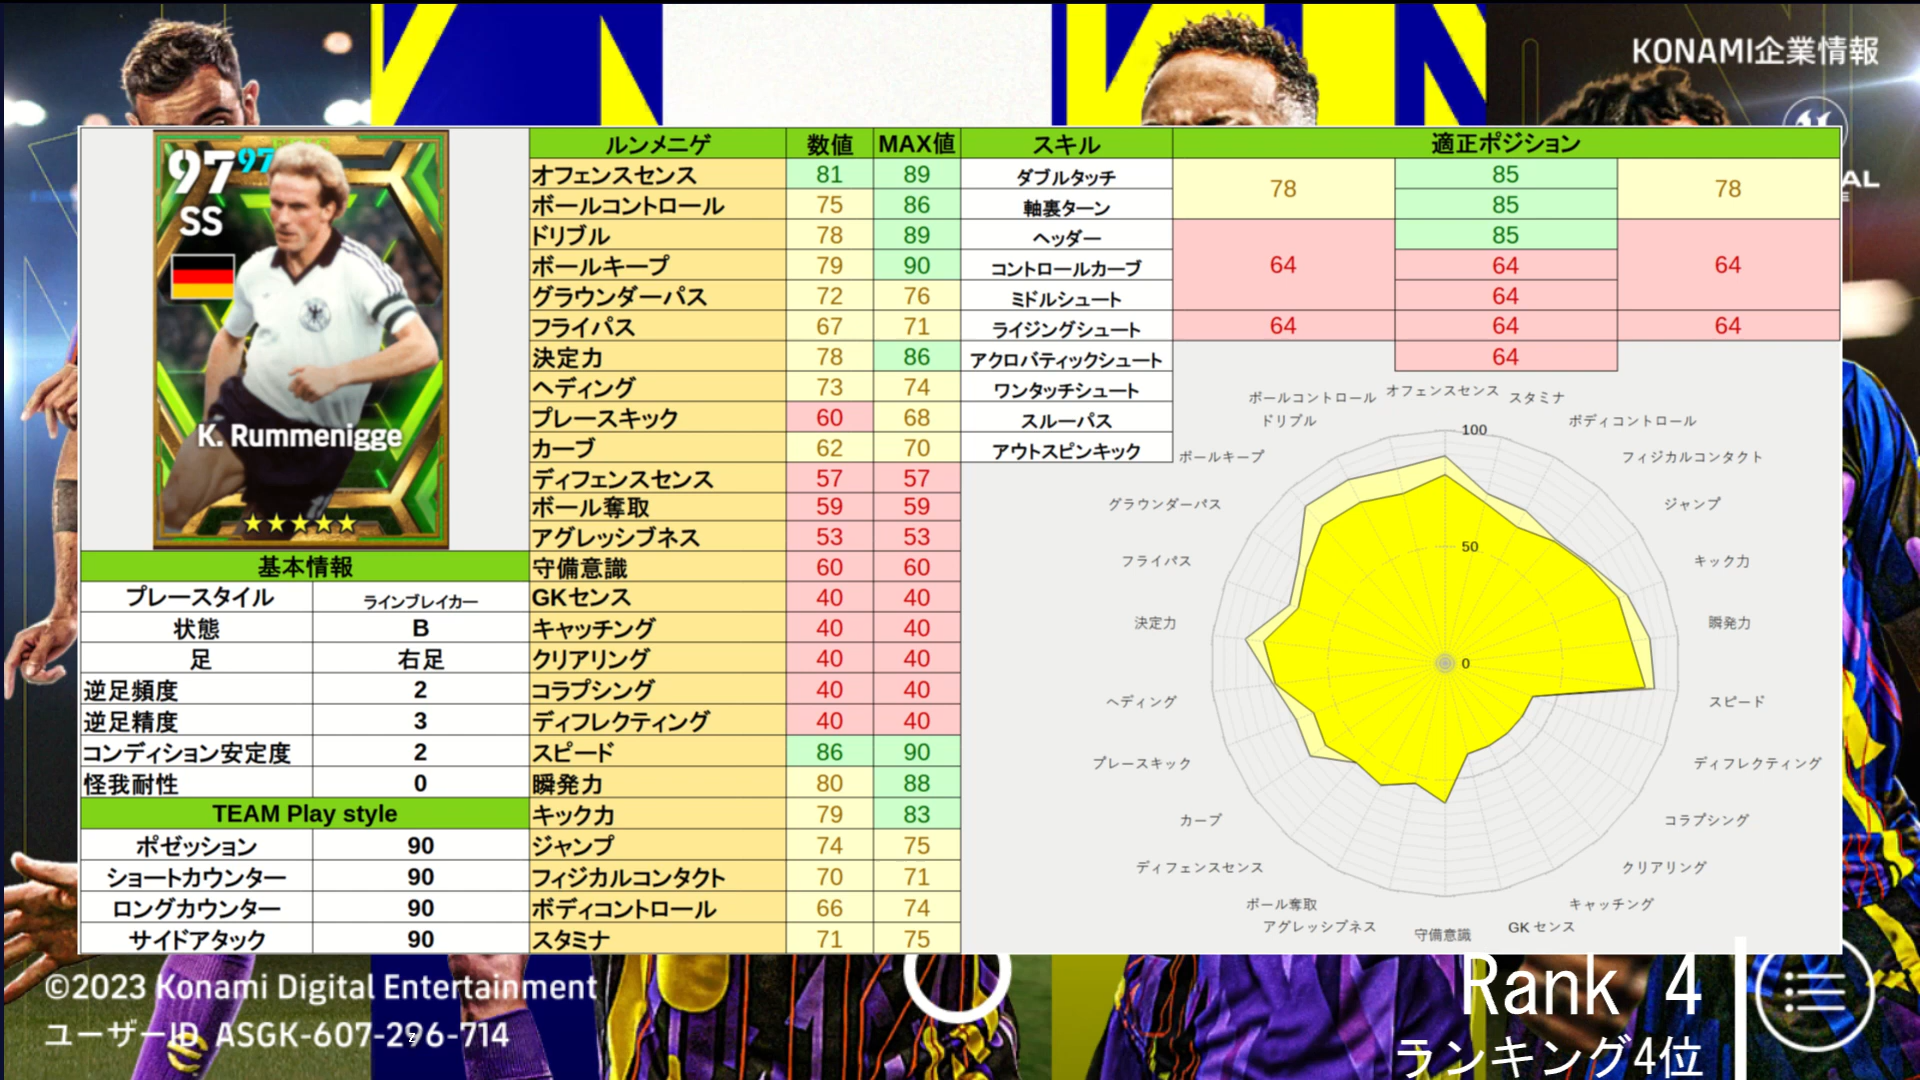 KONAMI企業情報
AL
97 97
SS
K. Rummenigge
ルンメニゲ 数値 MAX値 スキル 適正ポジション
オフェンスセンス 81 89 ダブルタッチ 78 85 78
ボールコントロール 75 86 軸裏ターン 85
ドリブル 78 89 ヘッダー 85
ボールキープ 79 90 コントロールカーブ 64 64 64
グラウンダーパス 72 76 ミドルシュート 64
フライパス 67 71 ライジングシュート 64 64 64
決定力 78 86 アクロバティックシュート 64
ヘディング 73 74 ワンタッチシュート
プレースキック 60 68 スルーパス
カーブ 62 70 アウトスピンキック
ディフェンスセンス 57 57
ボール奪取 59 59
アグレッシブネス 53 53
守備意識 60 60
GKセンス 40 40
キャッチング 40 40
クリアリング 40 40
コラプシング 40 40
ディフレクティング 40 40
スピード 86 90
瞬発力 80 88
キック力 79 83
ジャンプ 74 75
フィジカルコンタクト 70 71
ボディコントロール 66 74
スタミナ 71 75
基本情報
プレースタイル ラインブレイカー
状態 B
足 右足
逆足頻度 2
逆足精度 3
コンディション安定度 2
怪我耐性 0
TEAM Play style
ポゼッション 90
ショートカウンター 90
ロングカウンター 90
サイドアタック 90
オフェンスセンス
スタミナ
ボディコントロール
フィジカルコンタクト
ジャンプ
キック力
瞬発力
スピード
ディフレクティング
コラプシング
クリアリング
キャッチング
GK センス
守備意識
アグレッシブネス
ボール奪取
ディフェンスセンス
カーブ
プレースキック
ヘディング
決定力
フライパス
グラウンダーパス
ボールキープ
ドリブル
ボールコントロール
100
50
0
©2023 Konami Digital Entertainment
ユーザーID ASGK-607-296-714
Rank 4
ランキング4位